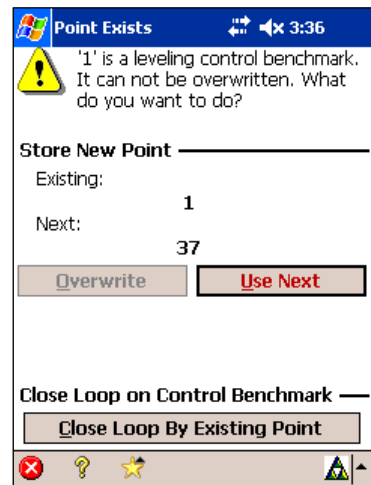 Point Exists 3:36
'1' is a leveling control benchmark.
It can not be overwritten. What
do you want to do?
Store New Point
Existing:
1
Next:
37
Overwrite Use Next
Close Loop on Control Benchmark
Close Loop By Existing Point